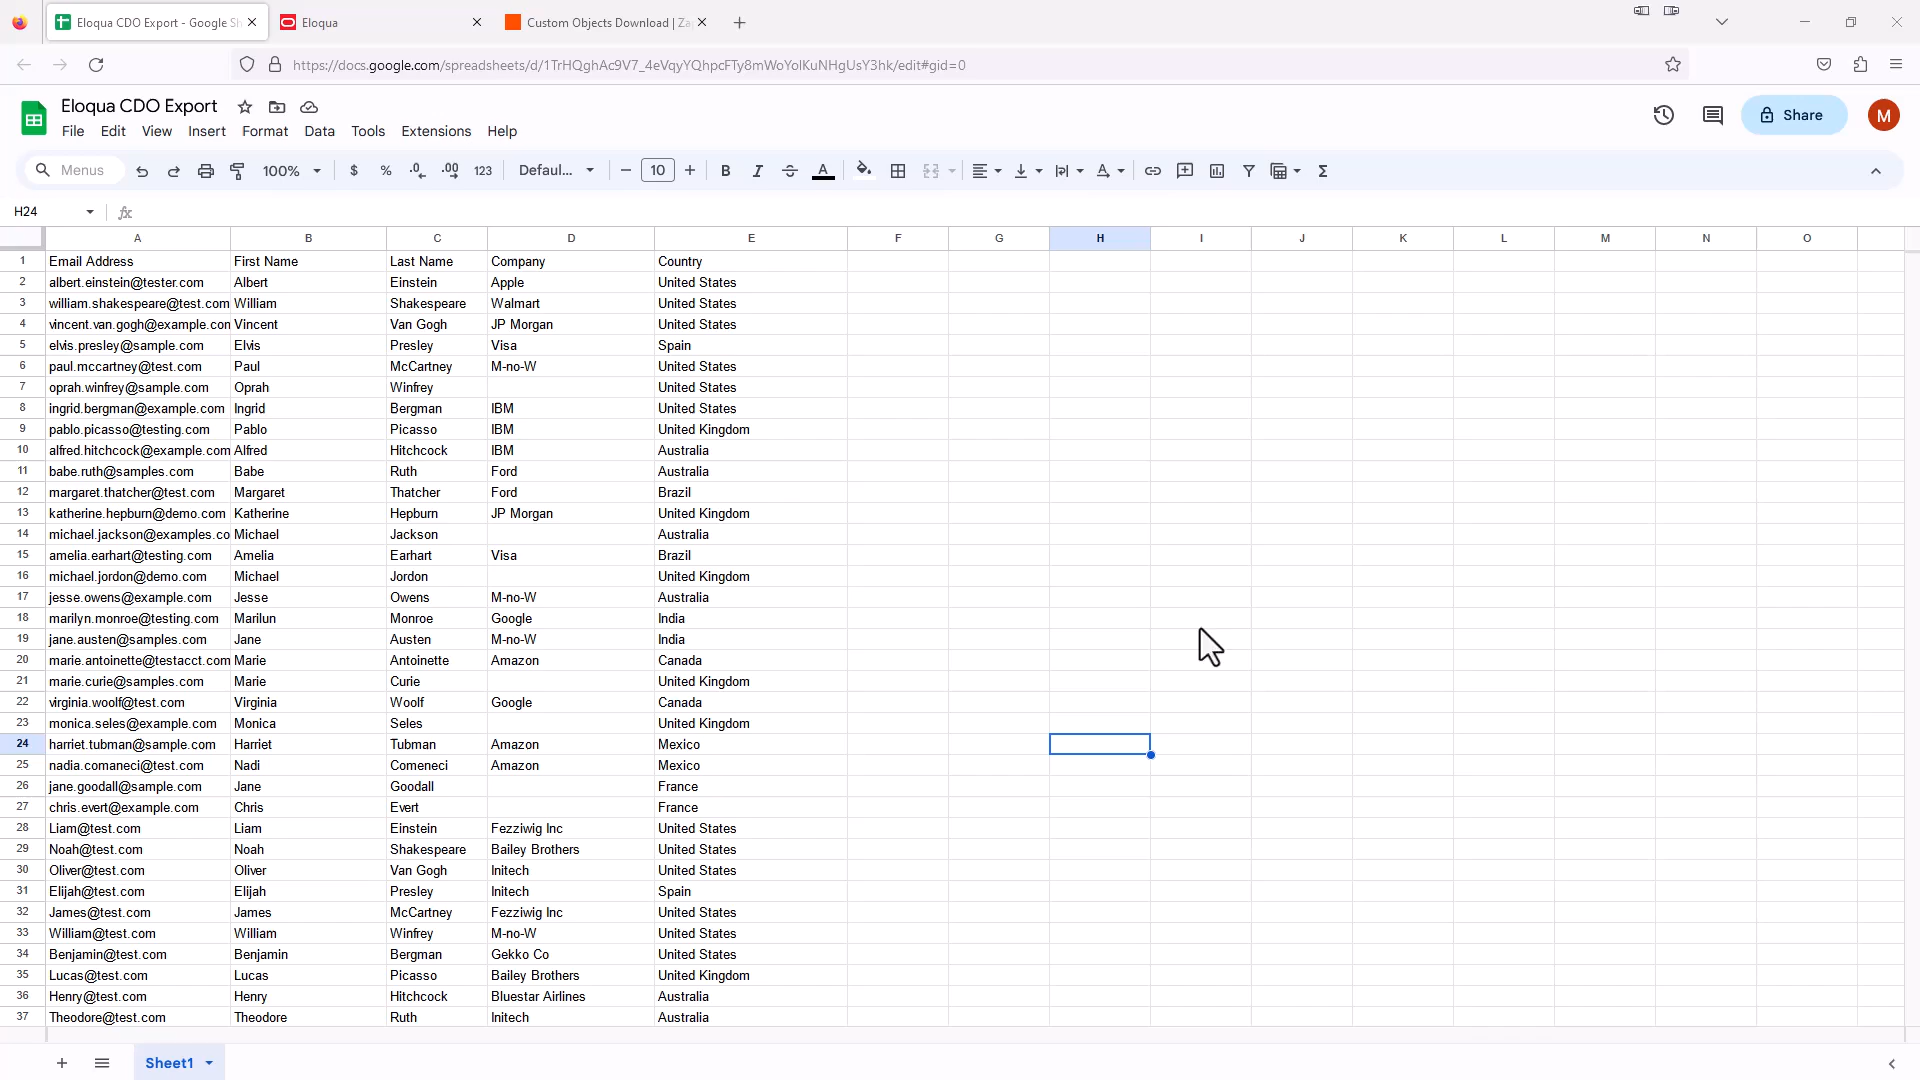 Eloqua CDO Export - Google Sh
Eloqua
Custom Objects Download | Za
https://docs.google.com/spreadsheets/d/1TrHQghAc9V7_4eVqyYQhpcFTy8mWoYolKuNHgUsY3hk/edit#gid=0
Eloqua CDO Export
File Edit View Insert Format Data Tools Extensions Help
Share
M
Menus 100% $ % .0 .00 123 Defaul... 10 B I A
H24 fx
A B C D E F G H I J K L M N O
1 Email Address First Name Last Name Company Country
2 albert.einstein@tester.com Albert Einstein Apple United States
3 william.shakespeare@test.com William Shakespeare Walmart United States
4 vincent.van.gogh@example.con Vincent Van Gogh JP Morgan United States
5 elvis.presley@sample.com Elvis Presley Visa Spain
6 paul.mccartney@test.com Paul McCartney M-no-W United States
7 oprah.winfrey@sample.com Oprah Winfrey United States
8 ingrid.bergman@example.com Ingrid Bergman IBM United States
9 pablo.picasso@testing.com Pablo Picasso IBM United Kingdom
10 alfred.hitchcock@example.com Alfred Hitchcock IBM Australia
11 babe.ruth@samples.com Babe Ruth Ford Australia
12 margaret.thatcher@test.com Margaret Thatcher Ford Brazil
13 katherine.hepburn@demo.com Katherine Hepburn JP Morgan United Kingdom
14 michael.jackson@examples.co Michael Jackson Australia
15 amelia.earhart@testing.com Amelia Earhart Visa Brazil
16 michael.jordon@demo.com Michael Jordon United Kingdom
17 jesse.owens@example.com Jesse Owens M-no-W Australia
18 marilyn.monroe@testing.com Marilun Monroe Google India
19 jane.austen@samples.com Jane Austen M-no-W India
20 marie.antoinette@testacct.com Marie Antoinette Amazon Canada
21 marie.curie@samples.com Marie Curie United Kingdom
22 virginia.woolf@test.com Virginia Woolf Google Canada
23 monica.seles@example.com Monica Seles United Kingdom
24 harriet.tubman@sample.com Harriet Tubman Amazon Mexico
25 nadia.comaneci@test.com Nadi Comeneci Amazon Mexico
26 jane.goodall@sample.com Jane Goodall France
27 chris.evert@example.com Chris Evert France
28 Liam@test.com Liam Einstein Fezziwig Inc United States
29 Noah@test.com Noah Shakespeare Bailey Brothers United States
30 Oliver@test.com Oliver Van Gogh Initech United States
31 Elijah@test.com Elijah Presley Initech Spain
32 James@test.com James McCartney Fezziwig Inc United States
33 William@test.com William Winfrey M-no-W United States
34 Benjamin@test.com Benjamin Bergman Gekko Co United States
35 Lucas@test.com Lucas Picasso Bailey Brothers United Kingdom
36 Henry@test.com Henry Hitchcock Bluestar Airlines Australia
37 Theodore@test.com Theodore Ruth Initech Australia
Sheet1